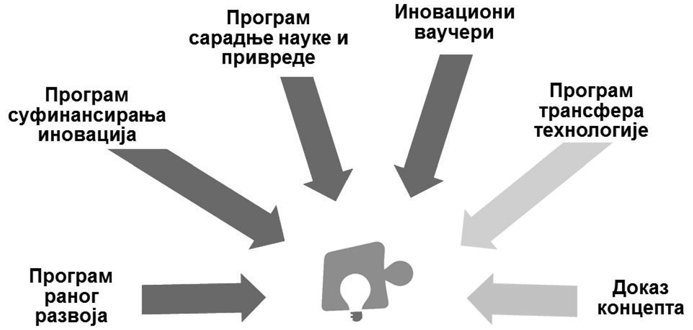 Програм
раног
развоја
Програм
суфинансирања
иновација
Програм
сарадње науке и
привреде
Иновациони
ваучери
Програм
трансфера
технологије
Доказ
концепта